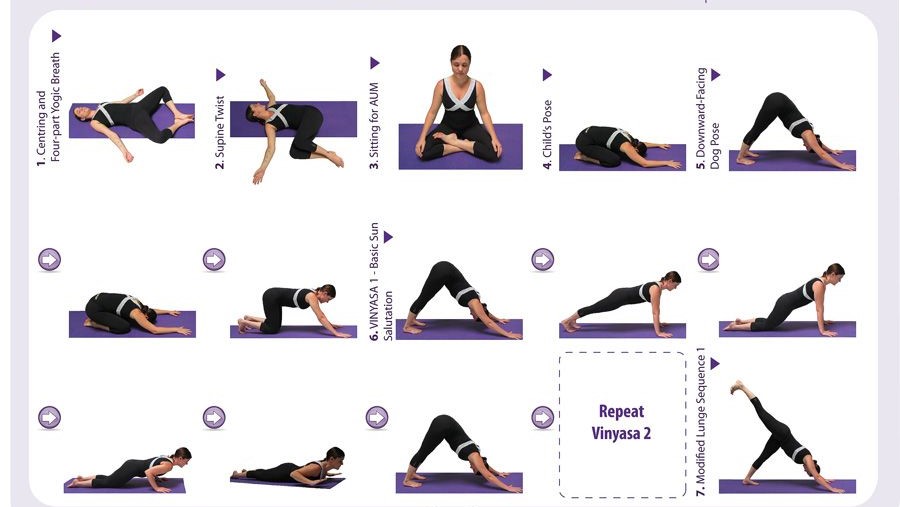 1. Centring and
Four-part Yogic Breath
2. Supine Twist
3. Sitting for AUM
4. Child's Pose
5. Downward-Facing
Dog Pose
6. VINYASA 1 - Basic Sun
Salutation
Repeat
Vinyasa 2
7. Modified Lunge Sequence 1